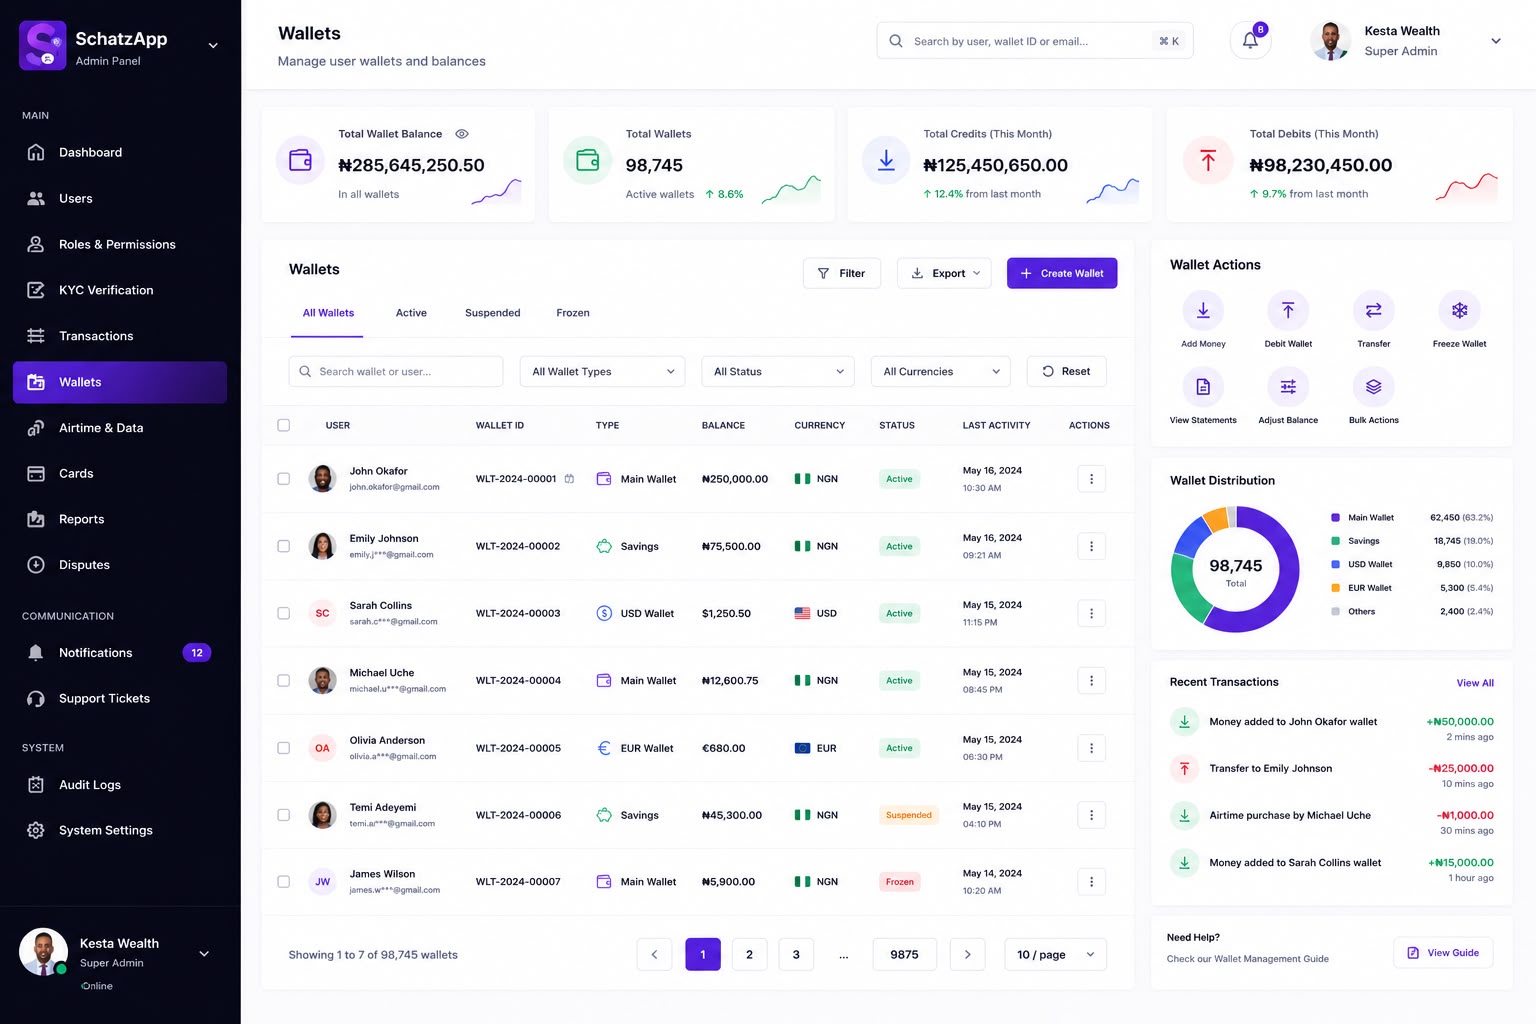 SchatzApp
Admin Panel
MAIN
Dashboard
Users
Roles & Permissions
KYC Verification
Transactions
Wallets
Airtime & Data
Cards
Reports
Disputes
COMMUNICATION
Notifications 12
Support Tickets
SYSTEM
Audit Logs
System Settings
Kesta Wealth
Super Admin
Online
Wallets
Manage user wallets and balances
Search by user, wallet ID or email... ⌘ K
8
Kesta Wealth
Super Admin
Total Wallet Balance
₦285,645,250.50
In all wallets
Total Wallets
98,745
Active wallets ↑ 8.6%
Total Credits (This Month)
₦125,450,650.00
↑ 12.4% from last month
Total Debits (This Month)
₦98,230,450.00
↑ 9.7% from last month
Wallets
Filter
Export
+ Create Wallet
All Wallets Active Suspended Frozen
Search wallet or user...
All Wallet Types
All Status
All Currencies
Reset
USER WALLET ID TYPE BALANCE CURRENCY STATUS LAST ACTIVITY ACTIONS
John Okafor
john.okafor@gmail.com
WLT-2024-00001 Main Wallet ₦250,000.00 NGN Active
May 16, 2024
10:30 AM
Emily Johnson
emily.j***@gmail.com
WLT-2024-00002 Savings ₦75,500.00 NGN Active
May 16, 2024
09:21 AM
SC
Sarah Collins
sarah.c***@gmail.com
WLT-2024-00003 USD Wallet $1,250.50 USD Active
May 15, 2024
11:15 PM
Michael Uche
michael.u***@gmail.com
WLT-2024-00004 Main Wallet ₦12,600.75 NGN Active
May 15, 2024
08:45 PM
OA
Olivia Anderson
olivia.a***@gmail.com
WLT-2024-00005 EUR Wallet €680.00 EUR Active
May 15, 2024
06:30 PM
Temi Adeyemi
WLT-2024-00006 Savings ₦45,300.00 NGN Suspended
May 15, 2024
04:10 PM
JW
James Wilson
james.w***@gmail.com
WLT-2024-00007 Main Wallet ₦5,900.00 NGN Frozen
May 14, 2024
10:20 AM
Showing 1 to 7 of 98,745 wallets
1 2 3 ... 9875
10 / page
Wallet Actions
Add Money
Debit Wallet
Transfer
Freeze Wallet
View Statements
Adjust Balance
Bulk Actions
Wallet Distribution
98,745
Total
Main Wallet 62,450 (63.2%)
Savings 18,745 (19.0%)
USD Wallet 9,850 (10.0%)
EUR Wallet 5,300 (5.4%)
Others 2,400 (2.4%)
Recent Transactions View All
Money added to John Okafor wallet +₦50,000.00
2 mins ago
Transfer to Emily Johnson -₦25,000.00
10 mins ago
Airtime purchase by Michael Uche -₦1,000.00
30 mins ago
Money added to Sarah Collins wallet +₦15,000.00
1 hour ago
Need Help?
Check our Wallet Management Guide
View Guide